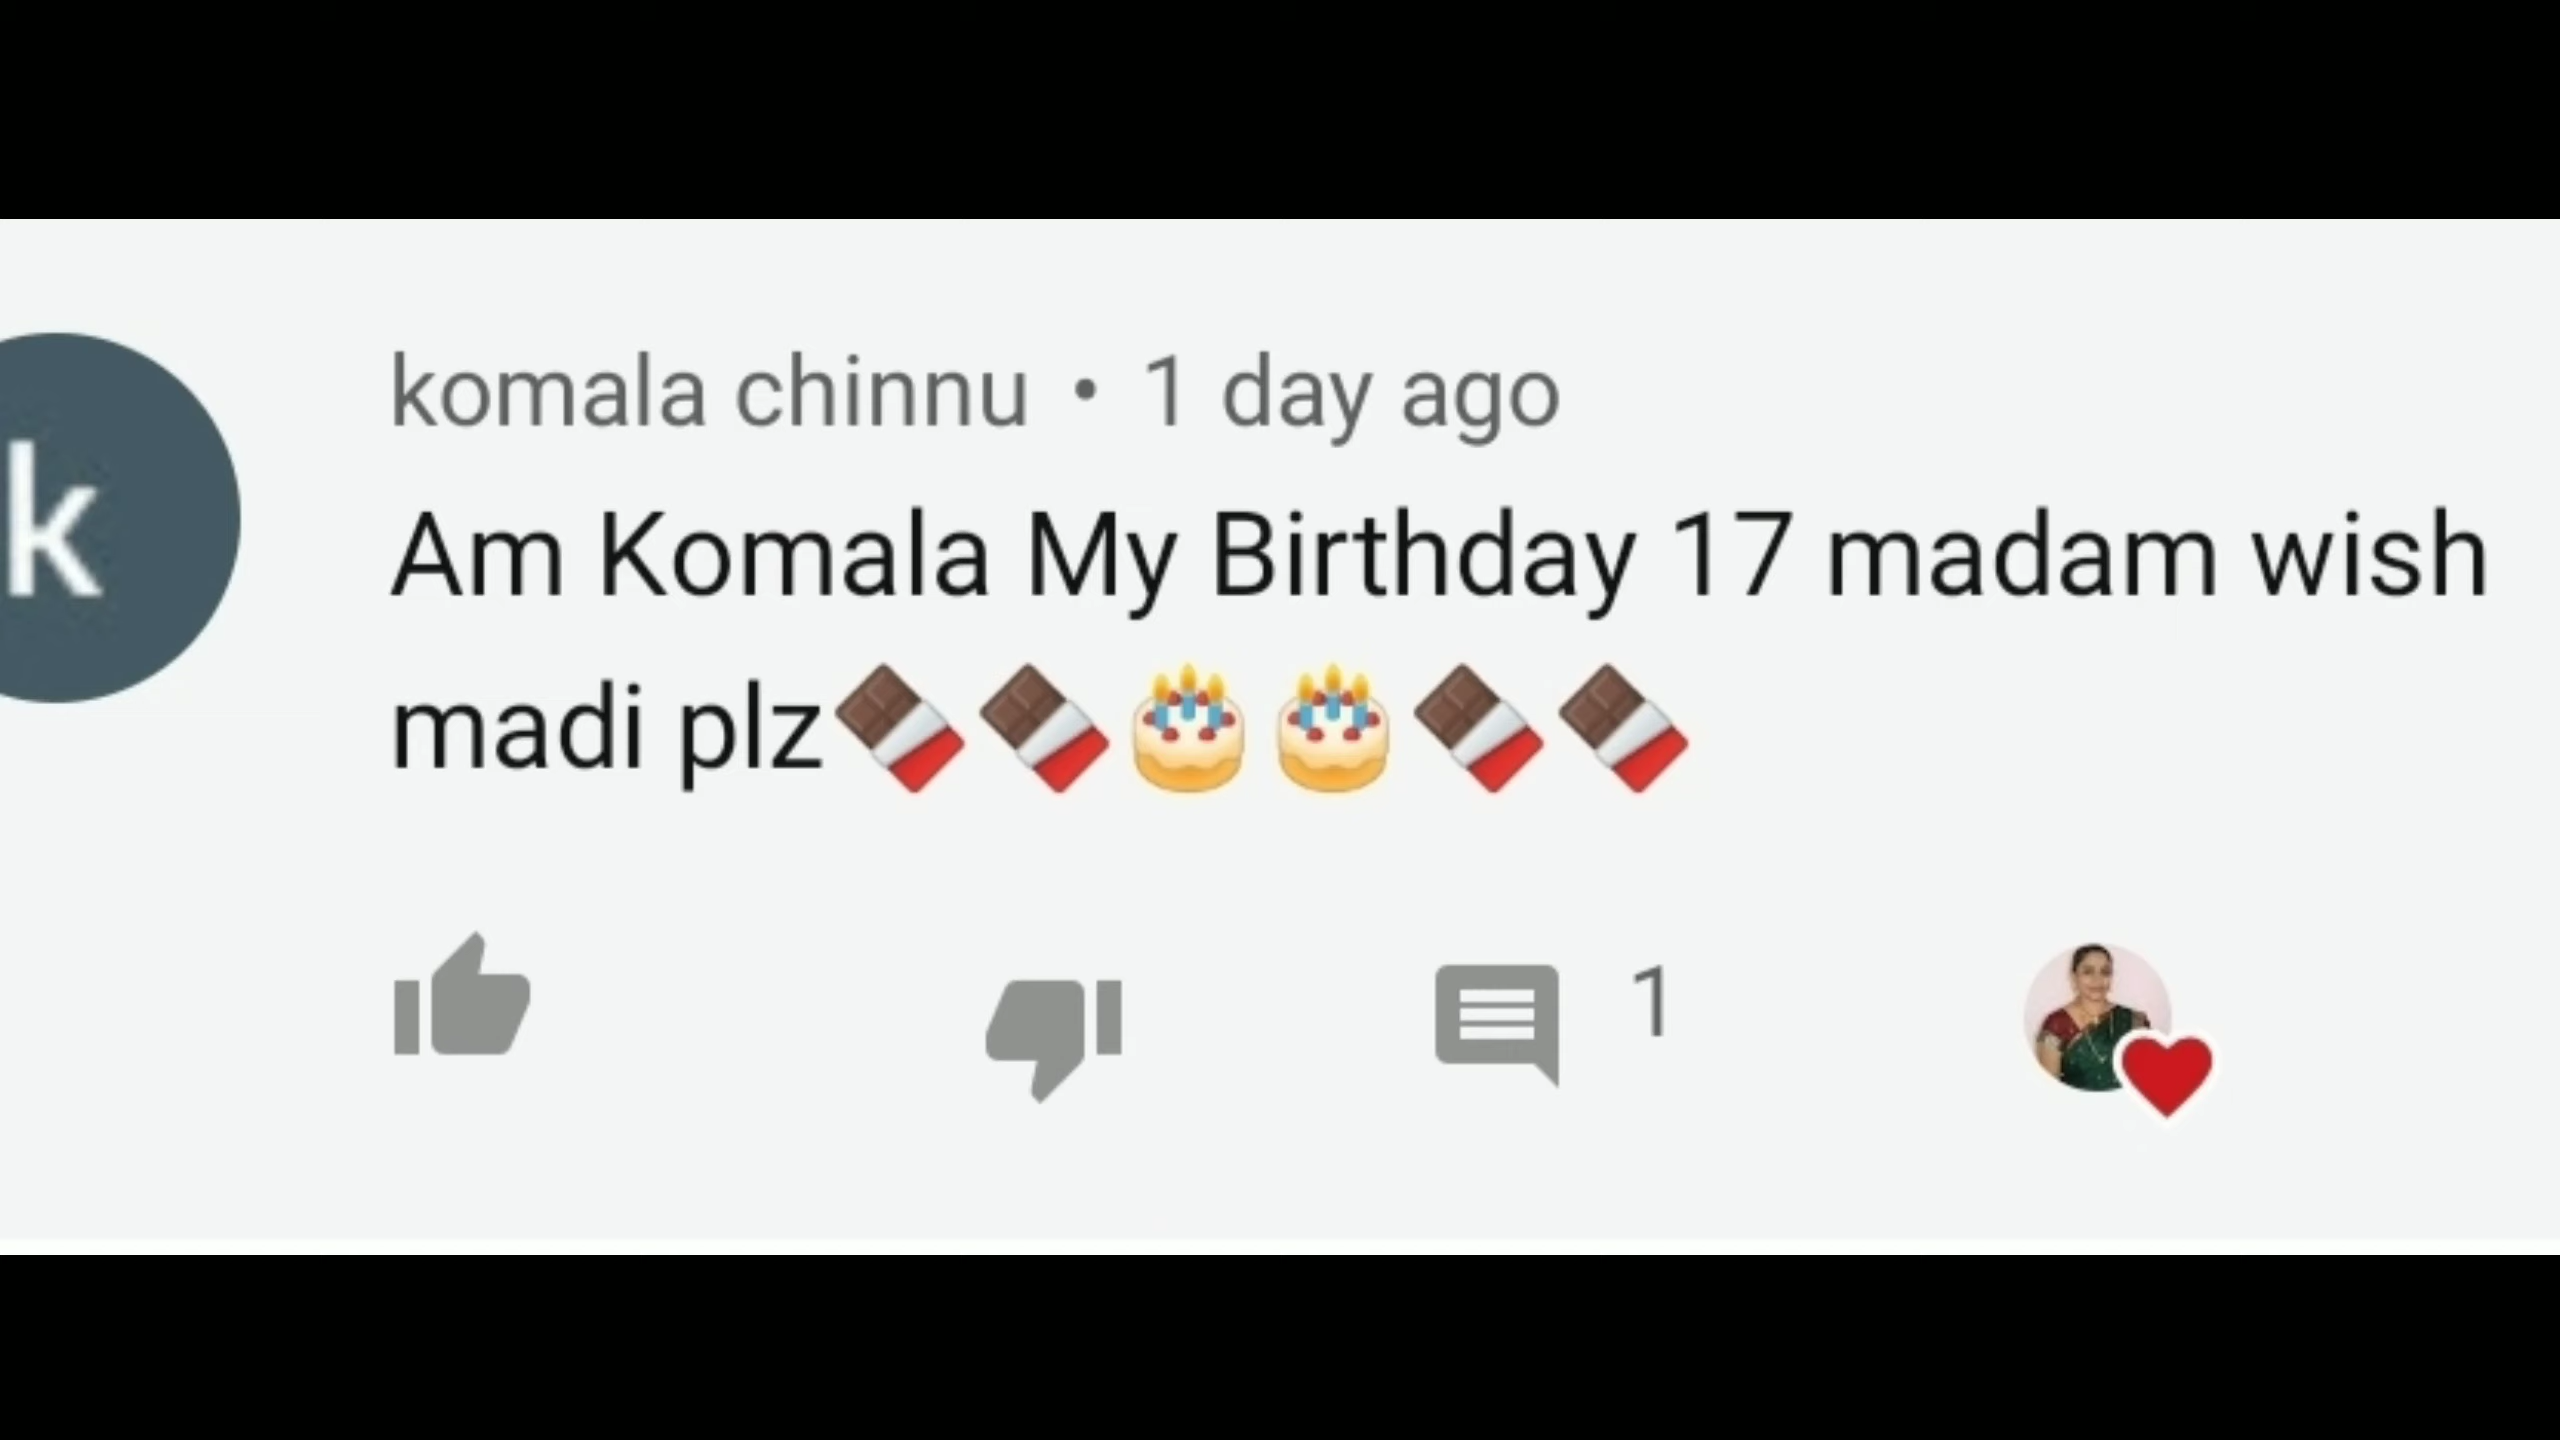 k
komala chinnu • 1 day ago
Am Komala My Birthday 17 madam wish
madi plz🍫🍫🎂🎂🍫🍫
1